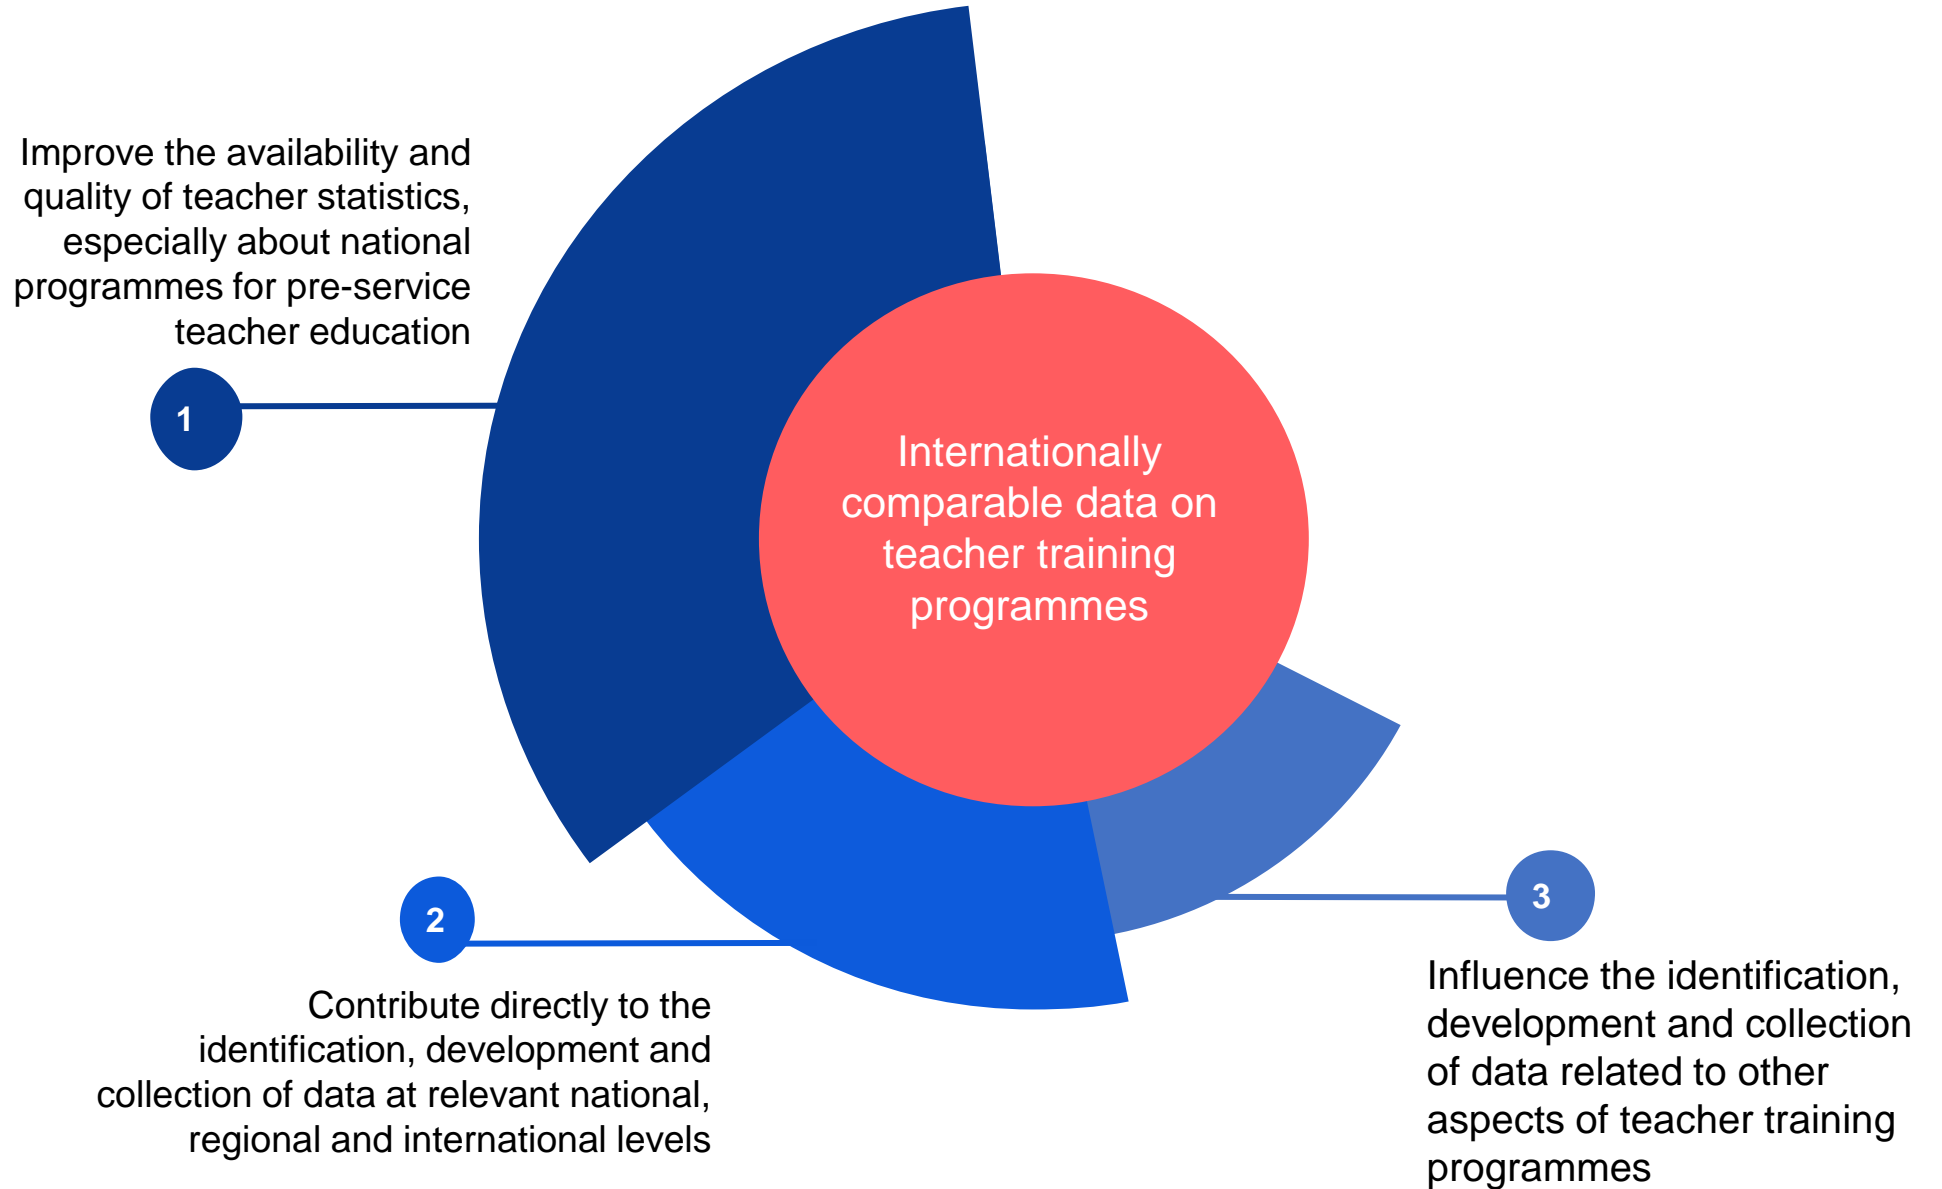 Improve the availability and
quality of teacher statistics,
especially about national
programmes for pre-service
teacher education
1
Internationally
comparable data on
teacher training
programmes
2
Contribute directly to the
identification, development and
collection of data at relevant national,
regional and international levels
3
Influence the identification,
development and collection
of data related to other
aspects of teacher training
programmes